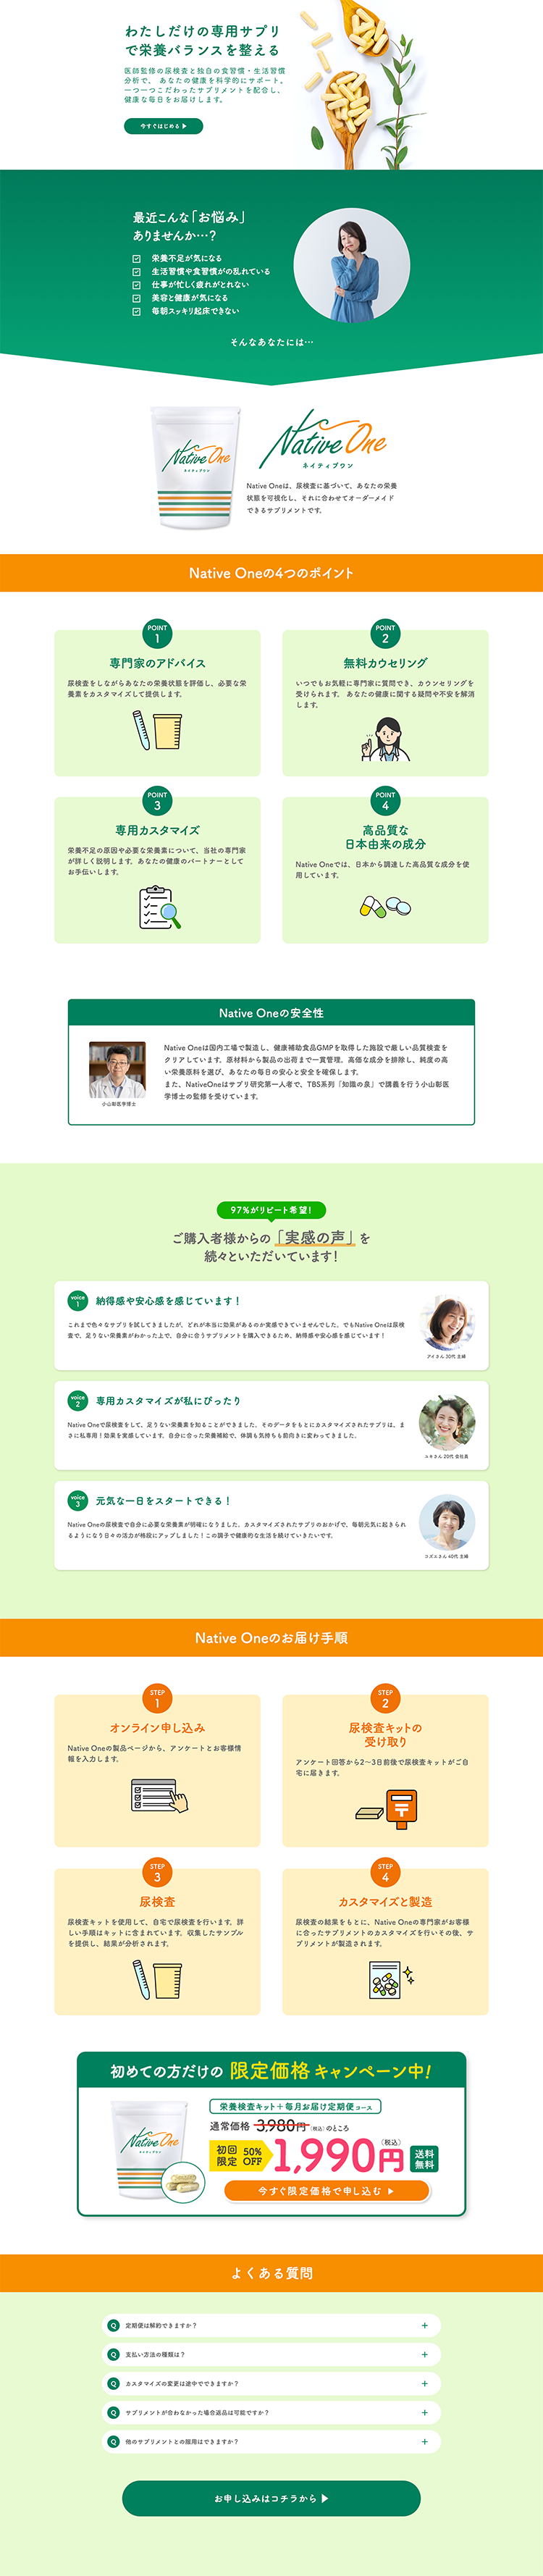 わたしだけの専用サプリ
で栄養バランスを整える
医師監修の尿検査と独自の食習慣・生活習慣
分析で、 あなたの健康を科学的にサポート。
一つ一つこだわったサプリメントを配合し、
健康な毎日をお届けします。
今すぐはじめる ▶
最近こんな「お悩み」
ありませんか…？
栄養不足が気になる
生活習慣や食習慣がの乱れている
仕事が忙しく疲れがとれない
美容と健康が気になる
毎朝スッキリ起床できない
そんなあなたには…
Native One
ネイティブワン
Native One
ネイティブワン
Native Oneは、尿検査に基づいて、あなたの栄養
状態を可視化し、それに合わせてオーダーメイド
できるサプリメントです。
Native Oneの4つのポイント
POINT
1
専門家のアドバイス
尿検査をしながらあなたの栄養状態を評価し、必要な栄
養素をカスタマイズして提供します。
POINT
2
無料カウセリング
いつでもお気軽に専門家に質問でき、カウンセリングを
受けられます。 あなたの健康に関する疑問や不安を解消
します。
POINT
3
専用カスタマイズ
栄養不足の原因や必要な栄養素について、当社の専門家
が詳しく説明します。あなたの健康のパートナーとして
お手伝いします。
POINT
4
高品質な
日本由来の成分
Native Oneでは、日本から調達した高品質な成分を使
用しています。
Native Oneの安全性
Native Oneは国内工場で製造し、健康補助食品GMPを取得した施設で厳しい品質検査を
クリアしています。原材料から製品の出荷まで一貫管理。高価な成分を排除し、純度の高
い栄養原料を選び、あなたの毎日の安心と安全を確保します。
また、NativeOneはサプリ研究第一人者で、TBS系列「知識の泉」で講義を行う小山彰医
学博士の監修を受けています。
小山彰医学博士
97%がリピート希望！
ご購入者様からの「実感の声」を
続々といただいています！
voice
1
納得感や安心感を感じています！
これまで色々なサプリを試してきましたが、どれが本当に効果があるのか実感できていませんでした。でもNative Oneは尿検
査で、足りない栄養素がわかった上で、自分に合うサプリメントを購入できるため、納得感や安心感を感じています！
アイさん 30代 主婦
voice
2
専用カスタマイズが私にぴったり
Native Oneで尿検査をして、足りない栄養素を知ることができました。そのデータをもとにカスタマイズされたサプリは、ま
さに私専用！効果を実感しています。自分に合った栄養補給で、体調も気持ちも前向きに変わってきました。
ユキさん 20代 会社員
voice
3
元気な一日をスタートできる！
Native Oneの尿検査で自分に必要な栄養素が明確になりました。カスタマイズされたサプリのおかげで、毎朝元気に起きられ
るようになり日々の活力が格段にアップしました！この調子で健康的な生活を続けていきたいです。
コズエさん 40代 主婦
Native Oneのお届け手順
STEP
1
オンライン申し込み
Native Oneの製品ページから、アンケートとお客様情
報を入力します。
STEP
2
尿検査キットの
受け取り
アンケート回答から2〜3日前後で尿検査キットがご自
宅に届きます。
STEP
3
尿検査
尿検査キットを使用して、自宅で尿検査を行います。詳
しい手順はキットに含まれています。収集したサンプル
を提供し、結果が分析されます。
STEP
4
カスタマイズと製造
尿検査の結果をもとに、Native Oneの専門家がお客様
に合ったサプリメントのカスタマイズを行いその後、サ
プリメントが製造されます。
初めての方だけの 限定価格 キャンペーン中！
Native One
栄養検査キット＋毎月お届け定期便コース
通常価格 3,980円（税込）のところ
初回
限定
50%
OFF
1,990円
（税込）
送料
無料
今すぐ限定価格で申し込む ▶
よくある質問
Q 定期便は解約できますか？ +
Q 支払い方法の種類は？ +
Q カスタマイズの変更は途中でできますか？ +
Q サプリメントが合わなかった場合返品は可能ですか？ +
Q 他のサプリメントとの服用はできますか？ +
お申し込みはコチラから ▶